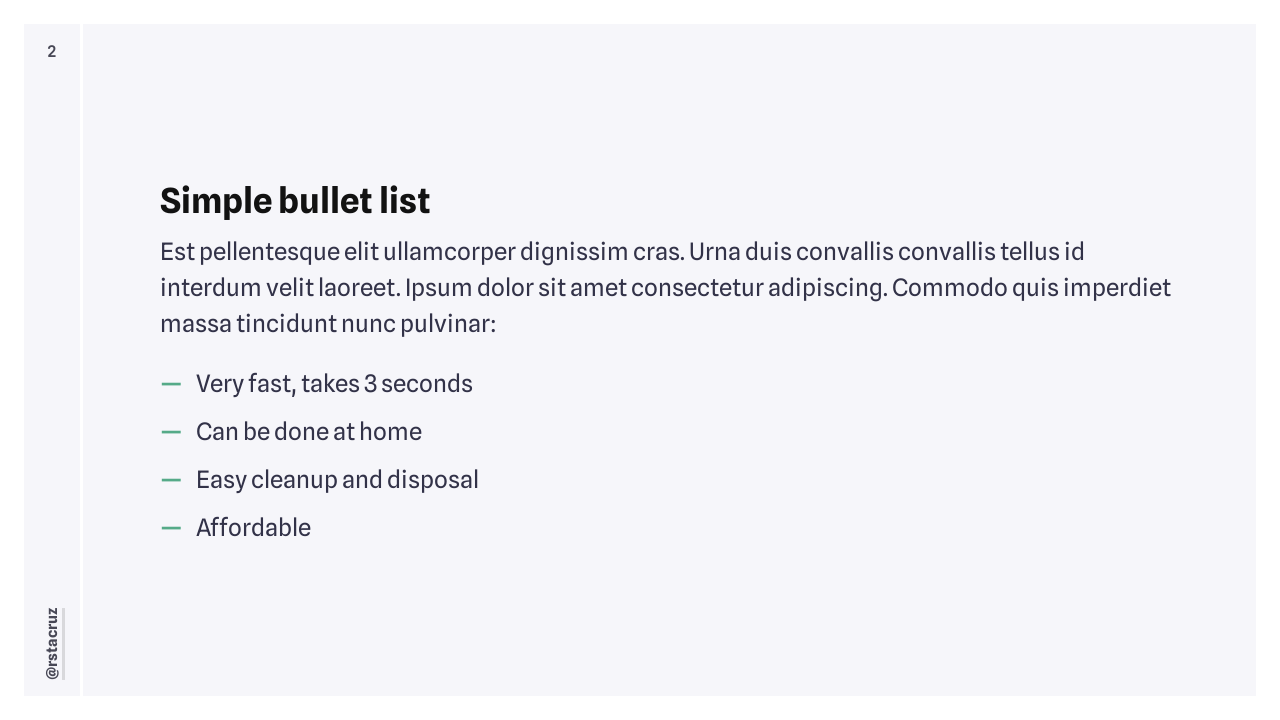 2
Simple bullet list
Est pellentesque elit ullamcorper dignissim cras. Urna duis convallis convallis tellus id
interdum velit laoreet. Ipsum dolor sit amet consectetur adipiscing. Commodo quis imperdiet
massa tincidunt nunc pulvinar:
— Very fast, takes 3 seconds
— Can be done at home
— Easy cleanup and disposal
— Affordable
@rstacruz